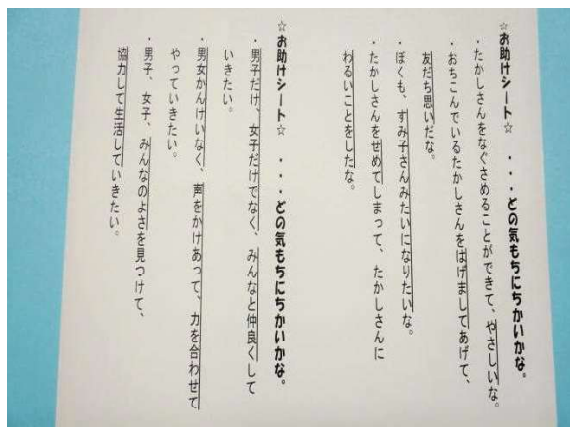 ☆お助けシート☆ ・・・どの気もちにちかいかな。
・たかしさんをなぐさめることができて、やさしいな。
・おちこんでいるたかしさんをはげましてあげて、
友だち思いだな。
・ぼくも、すみ子さんみたいになりたいな。
・たかしさんをせめてしまって、たかしさんに
わるいことをしたな。
☆お助けシート☆ ・・・どの気もちにちかいかな。
・男子だけ、女子だけでなく、みんなと仲良くして
いきたい。
・男女かんけいなく、声をかけあって、力を合わせて
やっていきたい。
・男子、女子、みんなのよさを見つけて、
協力して生活していきたい。